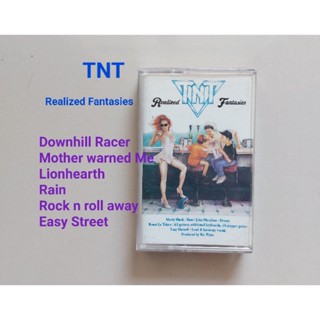 TNT
Realized Fantasies
Downhill Racer
Mother warned Me
Lionhearth
Rain
Rock n roll away
Easy Street
Realized TNT Fantasies